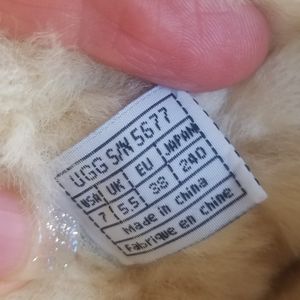 UGG S/N 5677
USA UK EU JAPAN
7 5.5 38 240
Made in china
Fabrique en chine